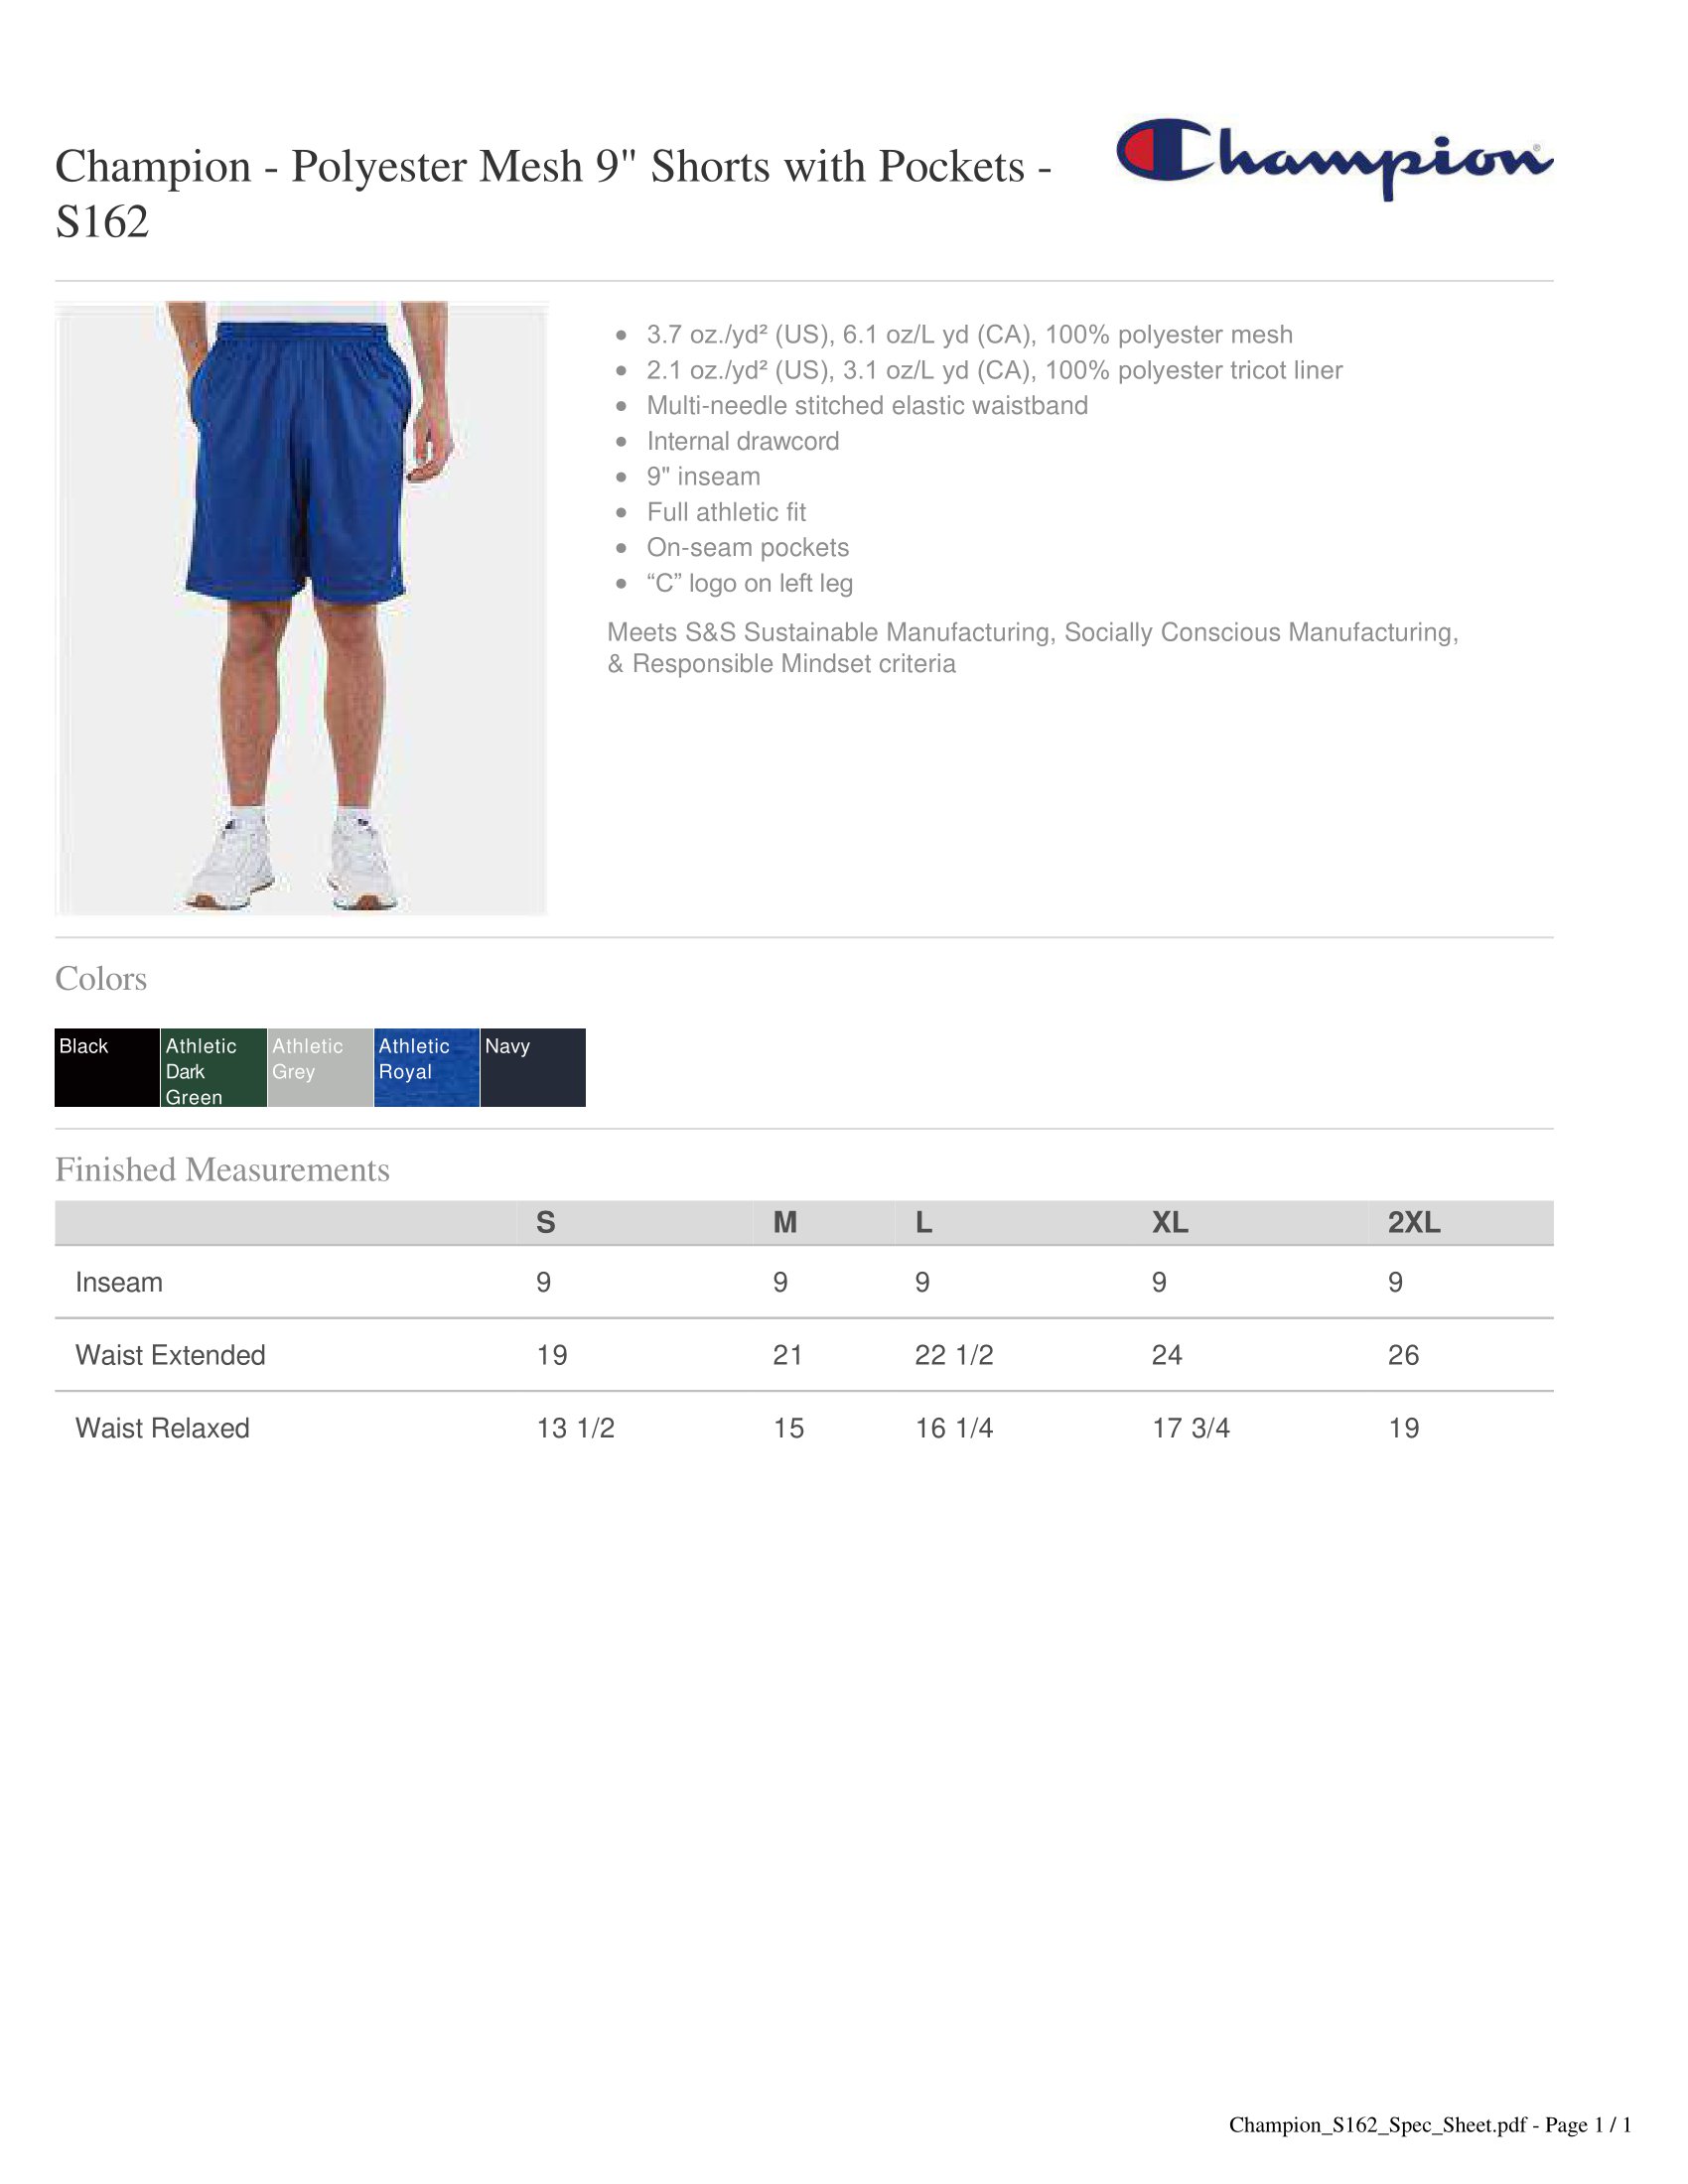 Champion - Polyester Mesh 9" Shorts with Pockets -
S162
Champion®
• 3.7 oz./yd² (US), 6.1 oz/L yd (CA), 100% polyester mesh
• 2.1 oz./yd² (US), 3.1 oz/L yd (CA), 100% polyester tricot liner
• Multi-needle stitched elastic waistband
• Internal drawcord
• 9" inseam
• Full athletic fit
• On-seam pockets
• “C” logo on left leg
Meets S&S Sustainable Manufacturing, Socially Conscious Manufacturing,
& Responsible Mindset criteria
Colors
Black
Athletic
Dark
Green
Athletic
Grey
Athletic
Royal
Navy
Finished Measurements
S M L XL 2XL
Inseam 9 9 9 9 9
Waist Extended 19 21 22 1/2 24 26
Waist Relaxed 13 1/2 15 16 1/4 17 3/4 19
Champion_S162_Spec_Sheet.pdf - Page 1 / 1